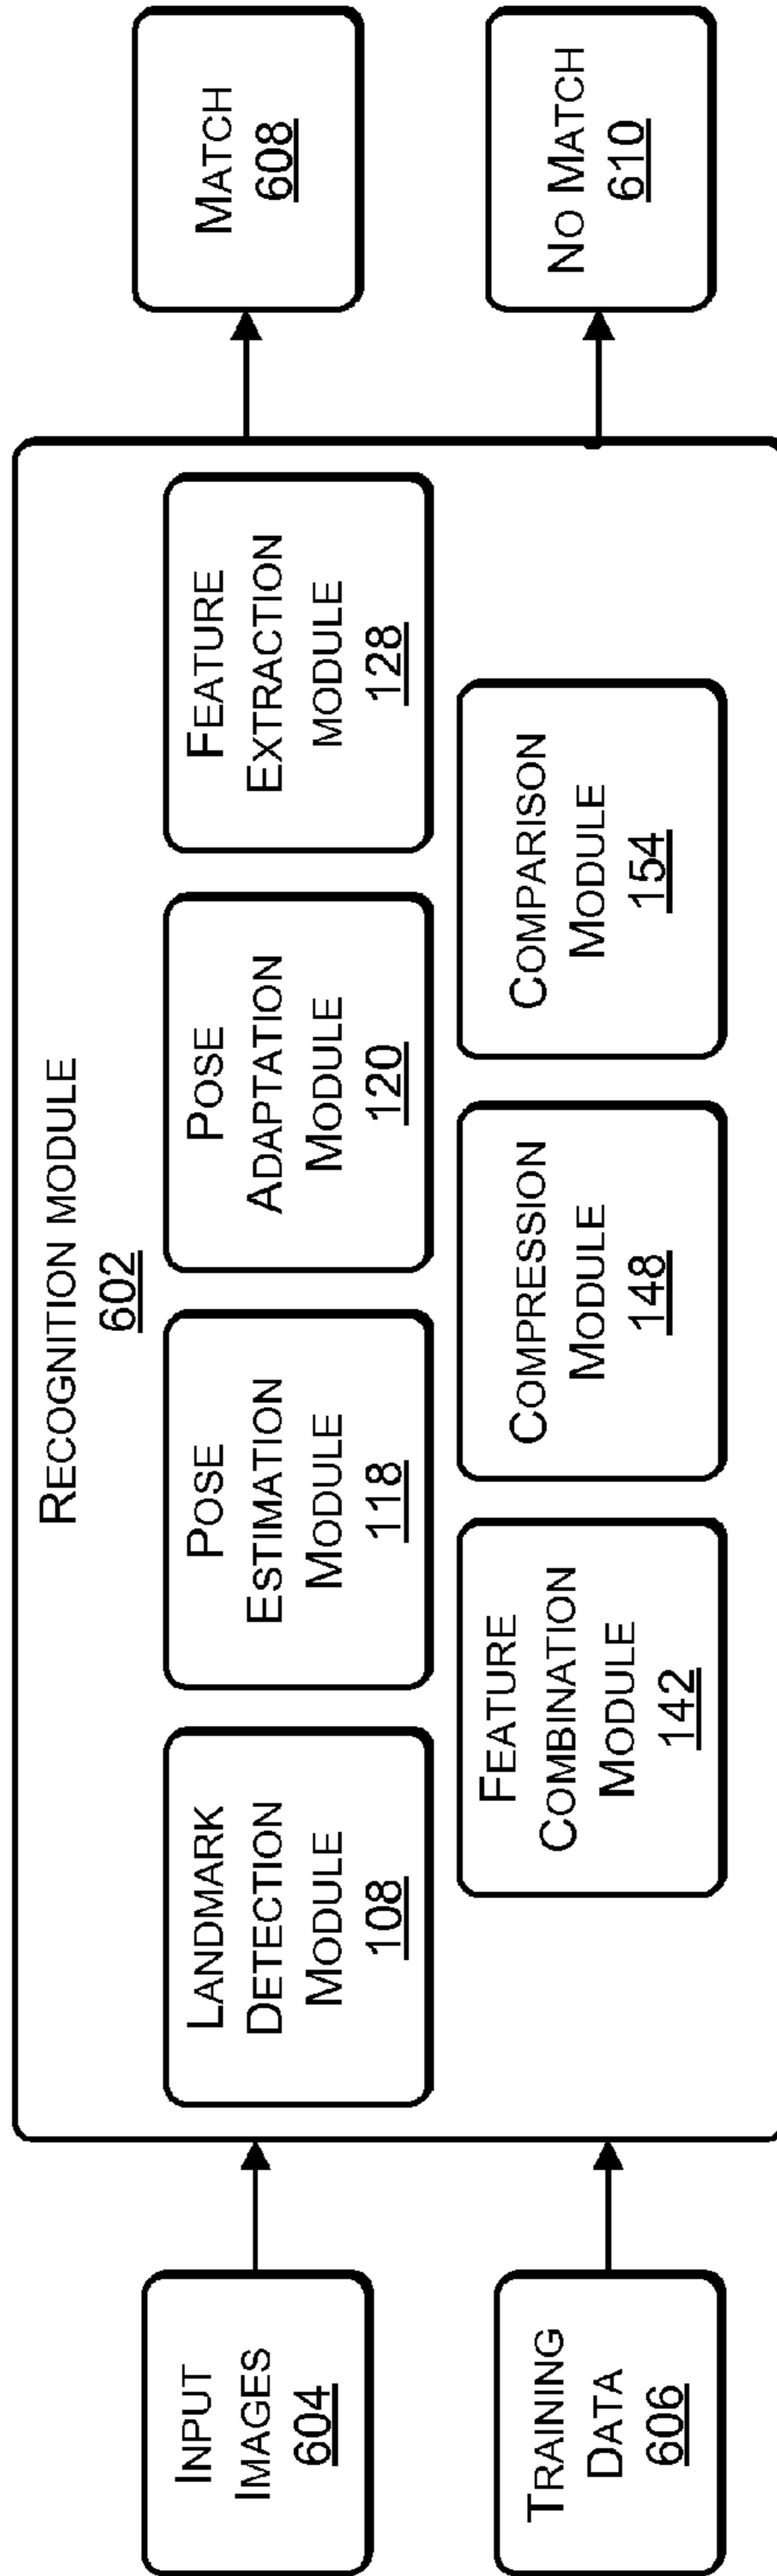 RECOGNITION MODULE
602
INPUT
IMAGES
604
TRAINING
DATA
606
LANDMARK
DETECTION
MODULE
108
POSE
ESTIMATION
MODULE
118
POSE
ADAPTATION
MODULE
120
FEATURE
EXTRACTION
MODULE
128
FEATURE
COMBINATION
MODULE
142
COMPRESSION
MODULE
148
COMPARISON
MODULE
154
MATCH
608
NO MATCH
610